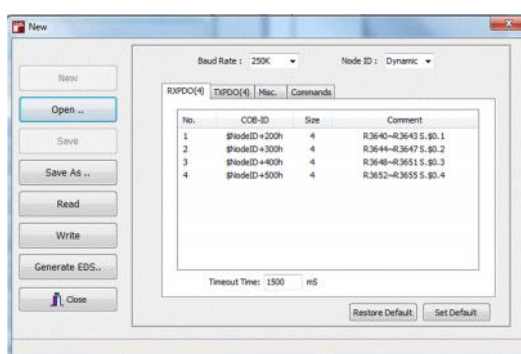 New
Baud Rate : 250K
Node ID : Dynamic
New
Open ..
Save
Save As ..
Read
Write
Generate EDS..
Close
RXPDO(4) TXPDO(4) Misc. Commands
No. COB-ID Size Comment
1 $NodeID+200h 4 R3640~R3643 S.$0.1
2 $NodeID+300h 4 R3644~R3647 S.$0.2
3 $NodeID+400h 4 R3648~R3651 S.$0.3
4 $NodeID+500h 4 R3652~R3655 S.$0.4
Timeout Time: 1500 mS
Restore Default Set Default